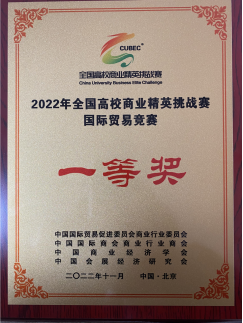 CUBEC
全国高校商业精英挑战赛
China University Business Elite Challenge
2022年全国高校商业精英挑战赛
国际贸易竞赛
一等奖
中国国际贸易促进委员会商业行业委员会
中国国际商会商业行业商会
中国商业经济学会
中国会展经济研究会
二〇二二年十一月 中国·北京